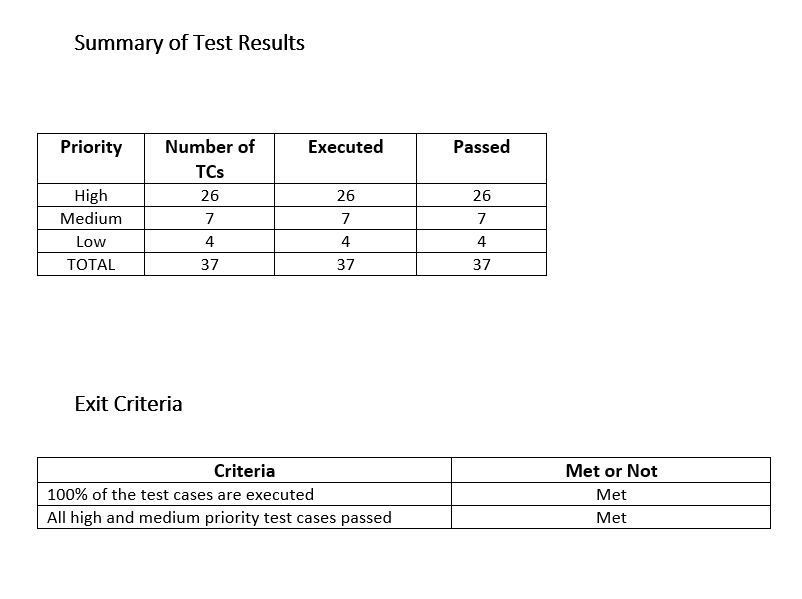 Summary of Test Results
Priority Number of Executed Passed
TCs
High 26 26 26
Medium 7 7 7
Low 4 4 4
TOTAL 37 37 37
Exit Criteria
Criteria Met or Not
100% of the test cases are executed Met
All high and medium priority test cases passed Met